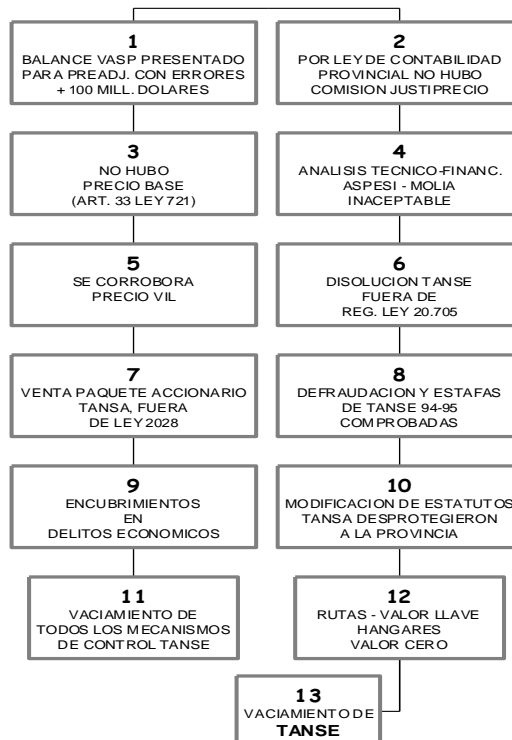 1
BALANCE VASP PRESENTADO
PARA PREADJ. CON ERRORES
+ 100 MILL. DOLARES
2
POR LEY DE CONTABILIDAD
PROVINCIAL NO HUBO
COMISION JUSTIPRECIO
3
NO HUBO
PRECIO BASE
(ART. 33 LEY 721)
4
ANALISIS TECNICO-FINANC.
ASPESI - MOLIA
INACEPTABLE
5
SE CORROBORA
PRECIO VIL
6
DISOLUCION TANSE
FUERA DE
REG. LEY 20.705
7
VENTA PAQUETE ACCIONARIO
TANSA, FUERA
DE LEY 2028
8
DEFRAUDACION Y ESTAFAS
DE TANSE 94-95
COMPROBADAS
9
ENCUBRIMIENTOS
EN
DELITOS ECONOMICOS
10
MODIFICACION DE ESTATUTOS
TANSA DESPROTEGIERON
A LA PROVINCIA
11
VACIAMIENTO DE
TODOS LOS MECANISMOS
DE CONTROL TANSE
12
RUTAS - VALOR LLAVE
HANGARES
VALOR CERO
13
VACIAMIENTO DE
TANSE